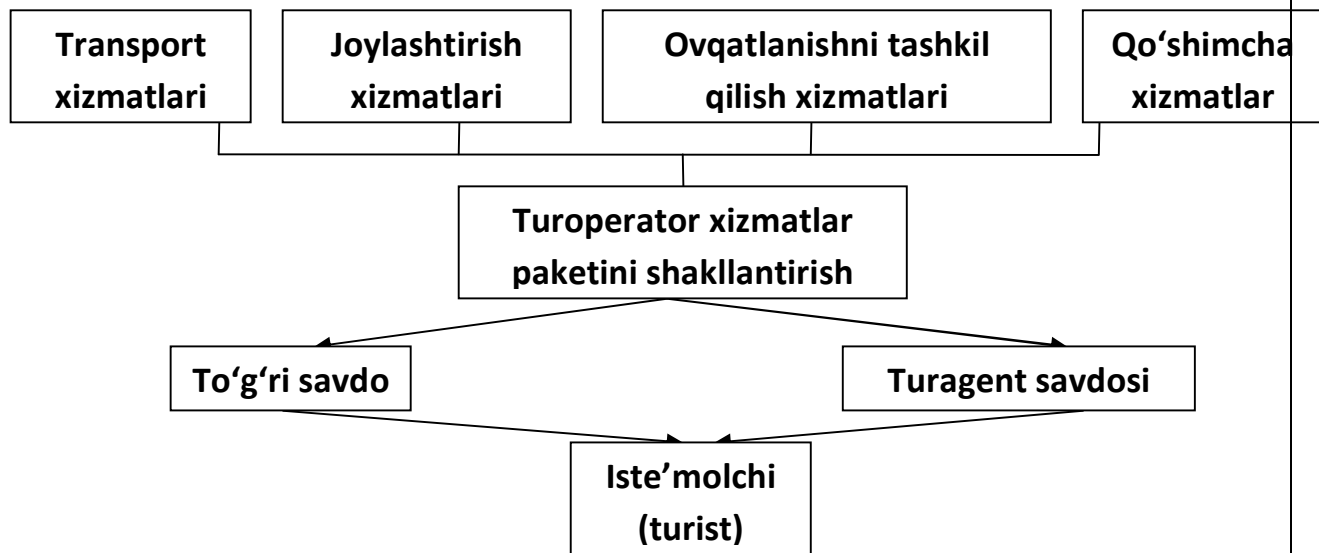 Transport
xizmatlari
Joylashtirish
xizmatlari
Ovqatlanishni tashkil
qilish xizmatlari
Qo‘shimcha
xizmatlar
Turoperator xizmatlar
paketini shakllantirish
To‘g‘ri savdo
Turagent savdosi
Iste’molchi
(turist)